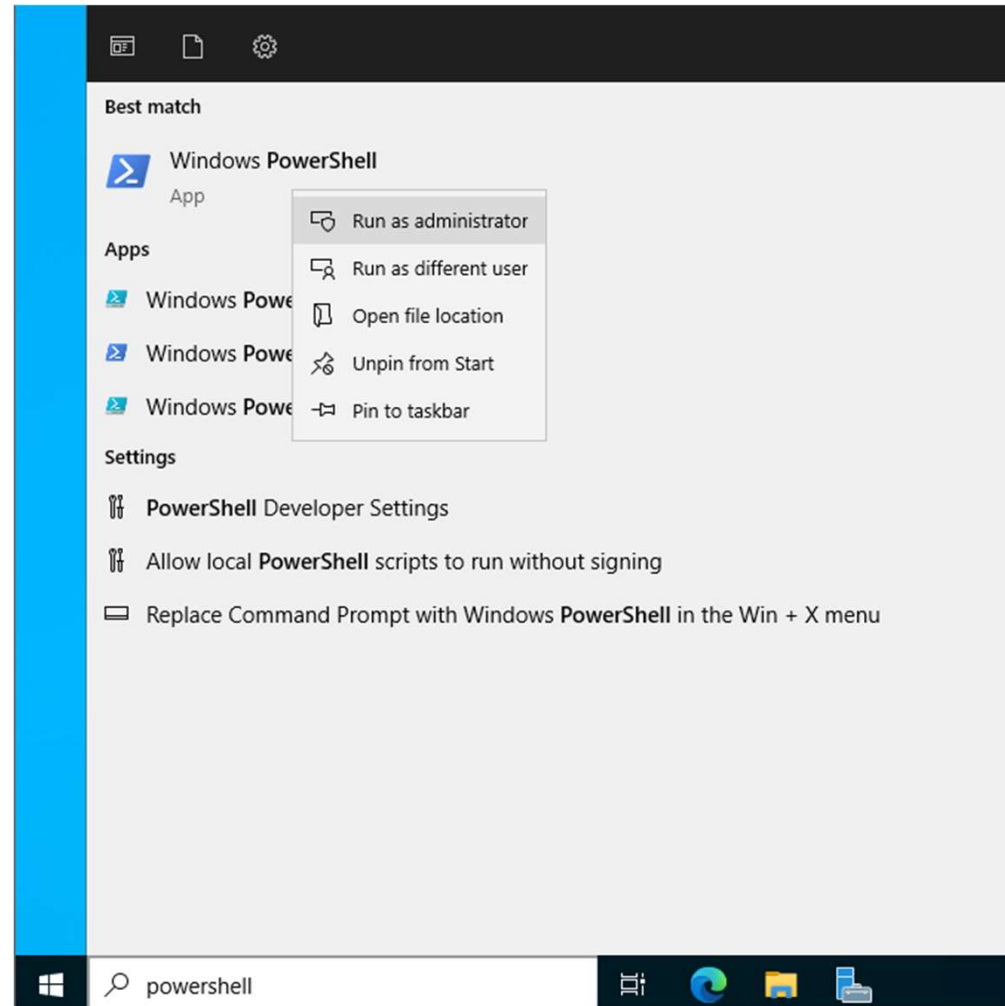 Best match
Windows PowerShell
App
Run as administrator
Apps
Run as different user
Windows Powe
Open file location
Windows Powe
Unpin from Start
Windows Powe
Pin to taskbar
Settings
PowerShell Developer Settings
Allow local PowerShell scripts to run without signing
Replace Command Prompt with Windows PowerShell in the Win + X menu
powershell